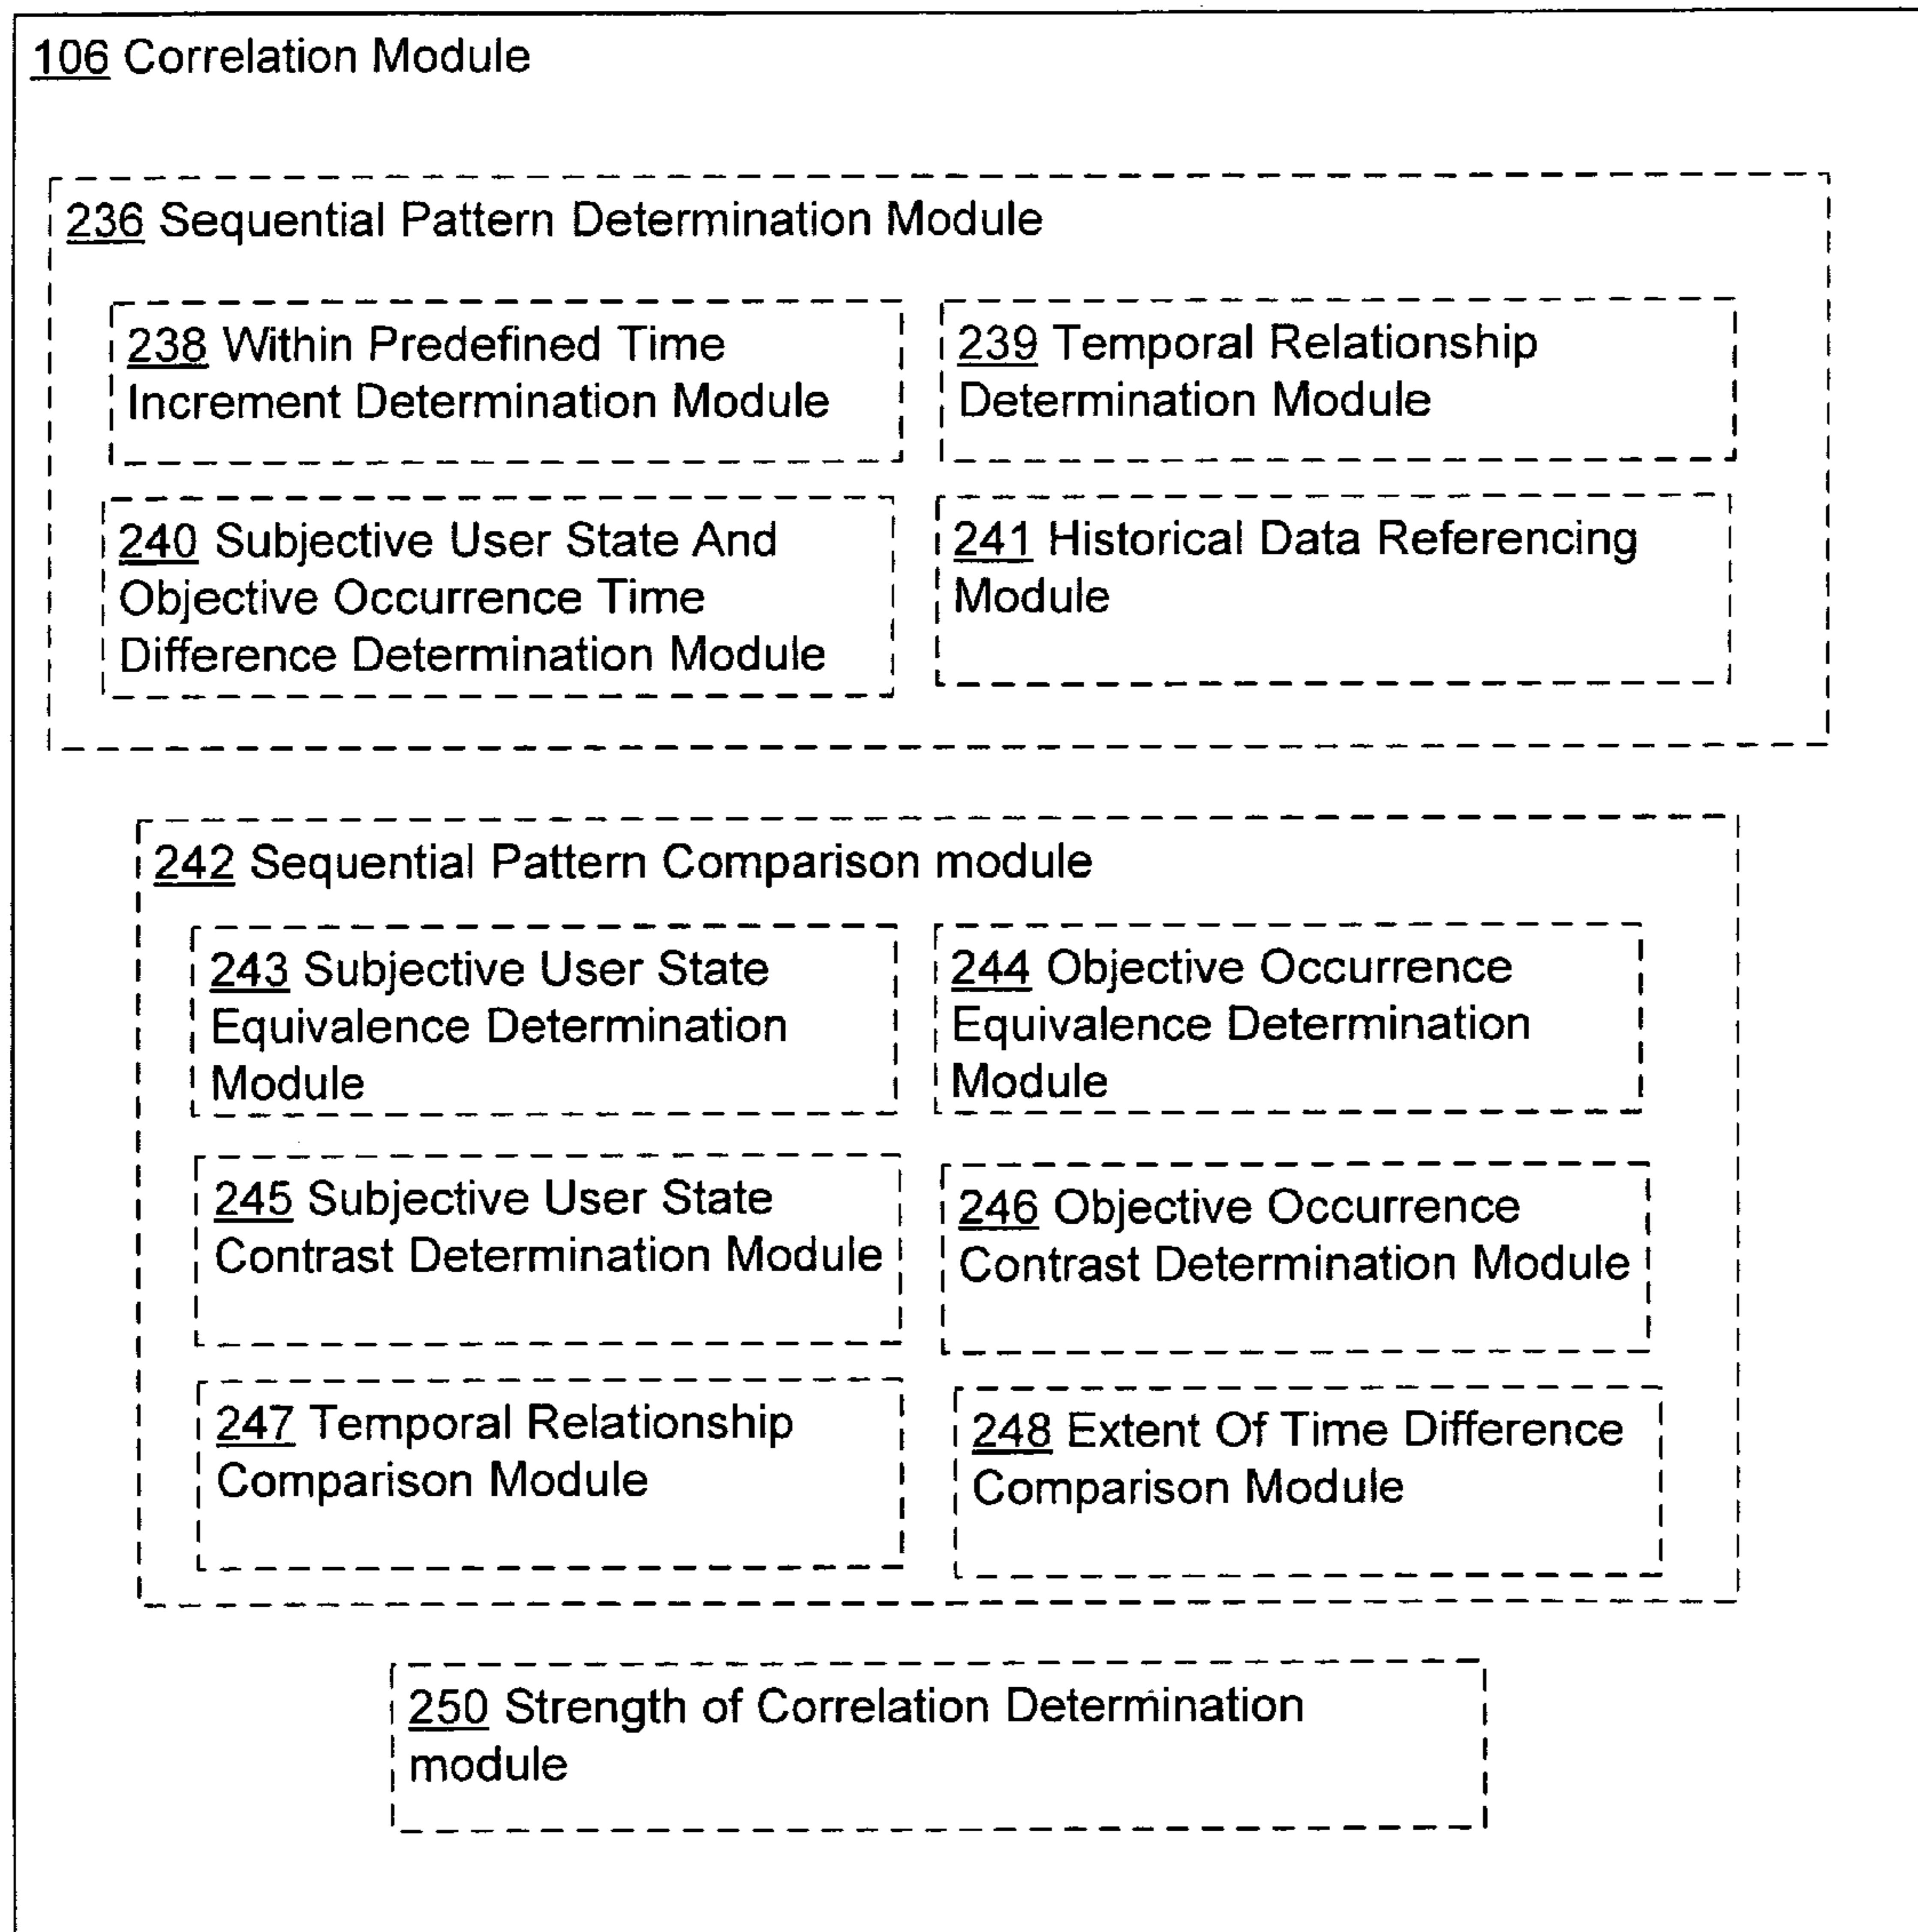 106 Correlation Module
236 Sequential Pattern Determination Module
238 Within Predefined Time
Increment Determination Module
239 Temporal Relationship
Determination Module
240 Subjective User State And
Objective Occurrence Time
Difference Determination Module
241 Historical Data Referencing
Module
242 Sequential Pattern Comparison module
243 Subjective User State
Equivalence Determination
Module
244 Objective Occurrence
Equivalence Determination
Module
245 Subjective User State
Contrast Determination Module
246 Objective Occurrence
Contrast Determination Module
247 Temporal Relationship
Comparison Module
248 Extent Of Time Difference
Comparison Module
250 Strength of Correlation Determination
module